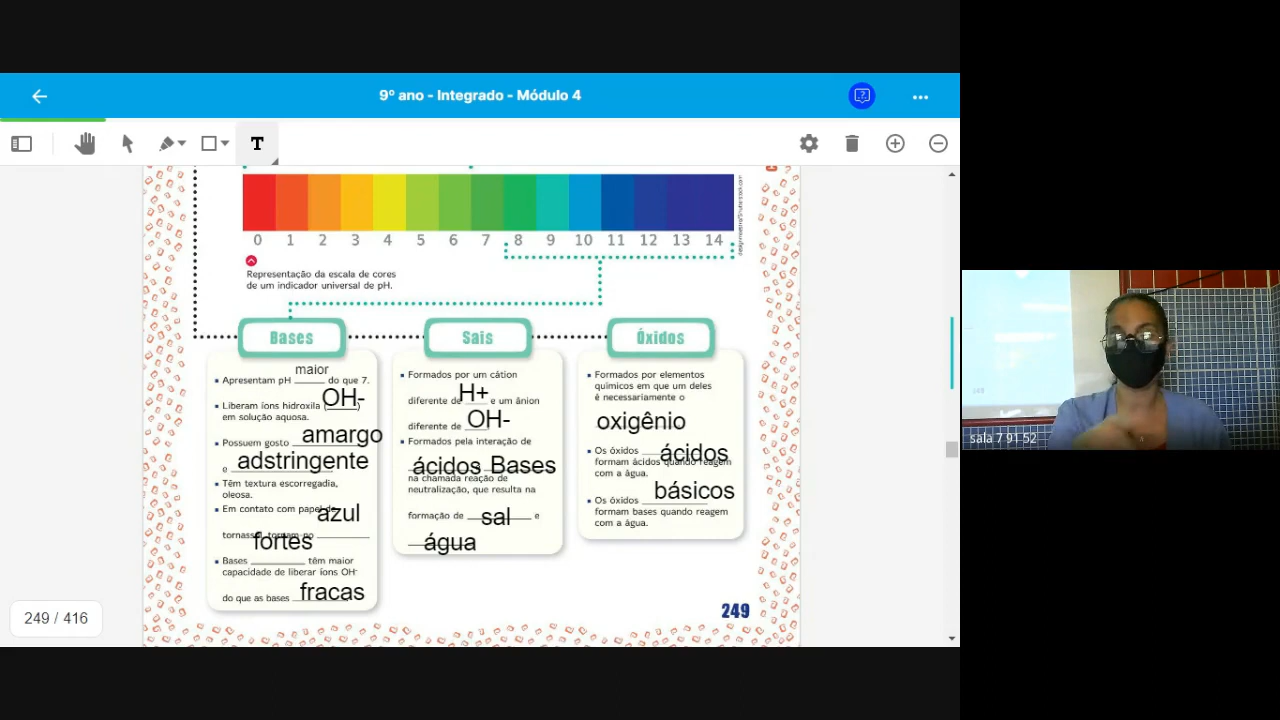 9º ano - Integrado - Módulo 4
T
0 1 2 3 4 5 6 7 8 9 10 11 12 13 14
Representação da escala de cores
de um indicador universal de pH.
Bases
maior
Apresentam pH ______ do que 7.
OH-
Liberam íons hidroxila (______)
em solução aquosa.
Possuem gosto amargo
e adstringente
Têm textura escorregadia,
oleosa.
Em contato com papel de
azul
tornassol, tornam-no
fortes
Bases __________ têm maior
capacidade de liberar íons OH-
do que as bases fracas
Sais
Formados por um cátion
diferente de H+ e um ânion
diferente de OH-
Formados pela interação de
ácidos Bases
na chamada reação de
neutralização, que resulta na
formação de sal e
água
Óxidos
Formados por elementos
químicos em que um deles
é necessariamente o
oxigênio
Os óxidos ácidos
formam ácidos quando reagem
com a água.
básicos
Os óxidos
formam bases quando reagem
com a água.
249
249 / 416
sala 7 91 52